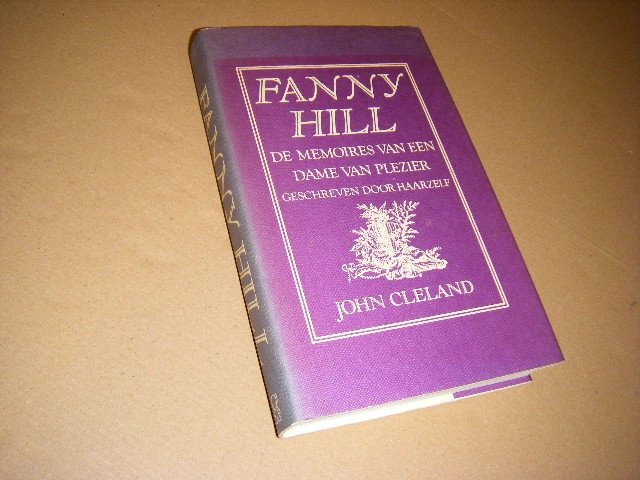 FANNY
HILL
DE MEMOIRES VAN EEN
DAME VAN PLEZIER
GESCHREVEN DOOR HAARZELF
JOHN CLELAND
FANNY HILL